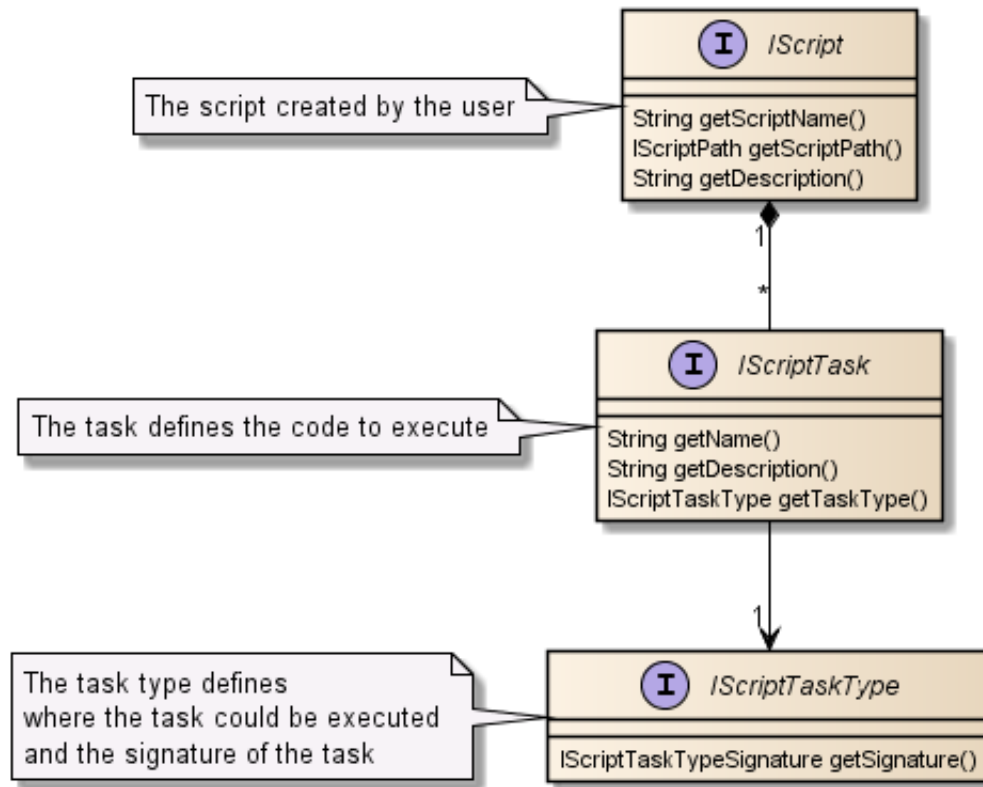 I IScript
The script created by the user
String getScriptName()
IScriptPath getScriptPath()
String getDescription()
1
*
I IScriptTask
The task defines the code to execute
String getName()
String getDescription()
IScriptTaskType getTaskType()
1
I IScriptTaskType
The task type defines
where the task could be executed
and the signature of the task
IScriptTaskTypeSignature getSignature()